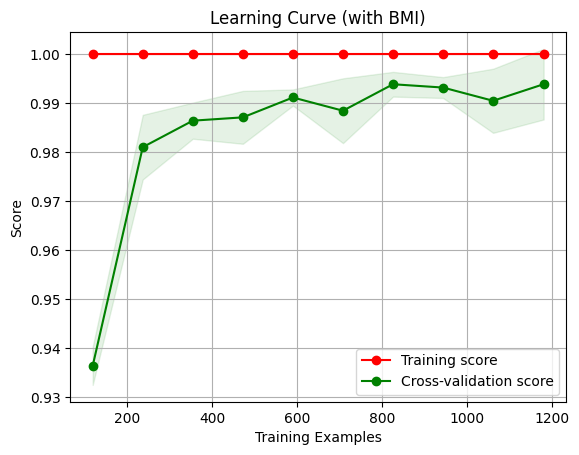 Learning Curve (with BMI)
1.00
0.99
0.98
0.97
0.96
0.95
0.94
0.93
Score
200
400
600
800
1000
1200
Training Examples
Training score
Cross-validation score